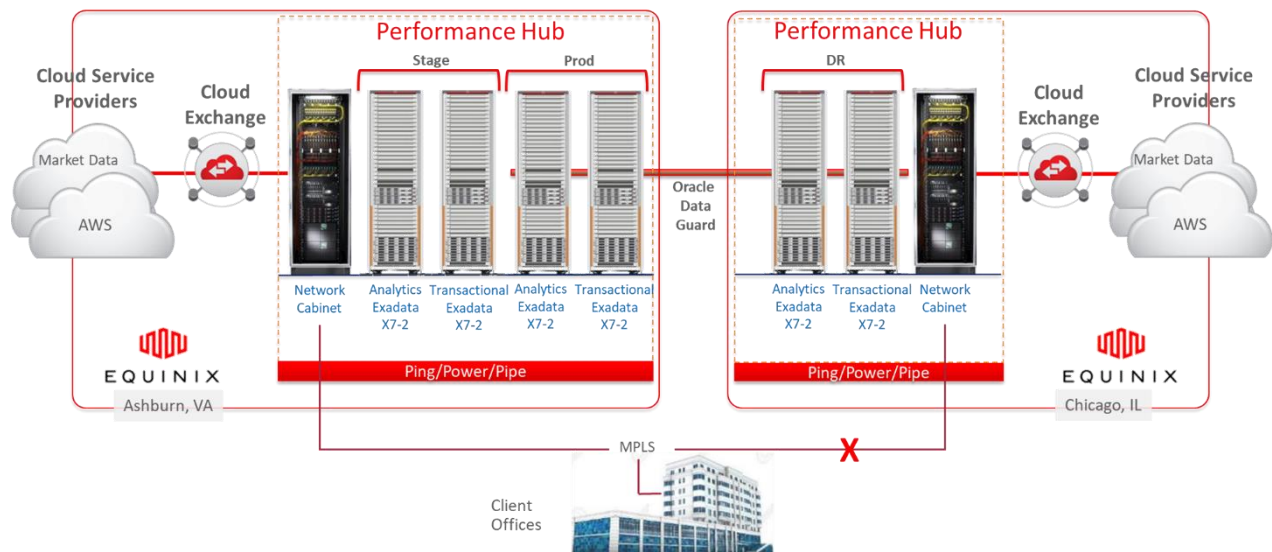 Performance Hub
Stage
Prod
Cloud Service
Providers
Cloud
Exchange
Market Data
AWS
Network
Cabinet
Analytics
Exadata
X7-2
Transactional
Exadata
X7-2
Analytics
Exadata
X7-2
Transactional
Exadata
X7-2
Ping/Power/Pipe
EQUINIX
Ashburn, VA
Oracle
Data
Guard
Performance Hub
DR
Cloud
Exchange
Cloud Service
Providers
Market Data
AWS
Analytics
Exadata
X7-2
Transactional
Exadata
X7-2
Network
Cabinet
Ping/Power/Pipe
EQUINIX
Chicago, IL
MPLS
X
Client
Offices